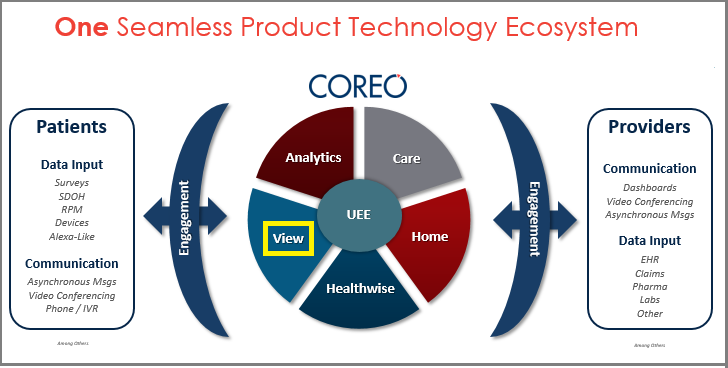 One Seamless Product Technology Ecosystem
COREO
Patients
Data Input
Surveys
SDOH
RPM
Devices
Alexa-Like
Communication
Asynchronous Msgs
Video Conferencing
Phone / IVR
Among Others
Engagement
Analytics
Care
UEE
View
Home
Healthwise
Engagement
Providers
Communication
Dashboards
Video Conferencing
Asynchronous Msgs
Data Input
EHR
Claims
Pharma
Labs
Other
Among Others